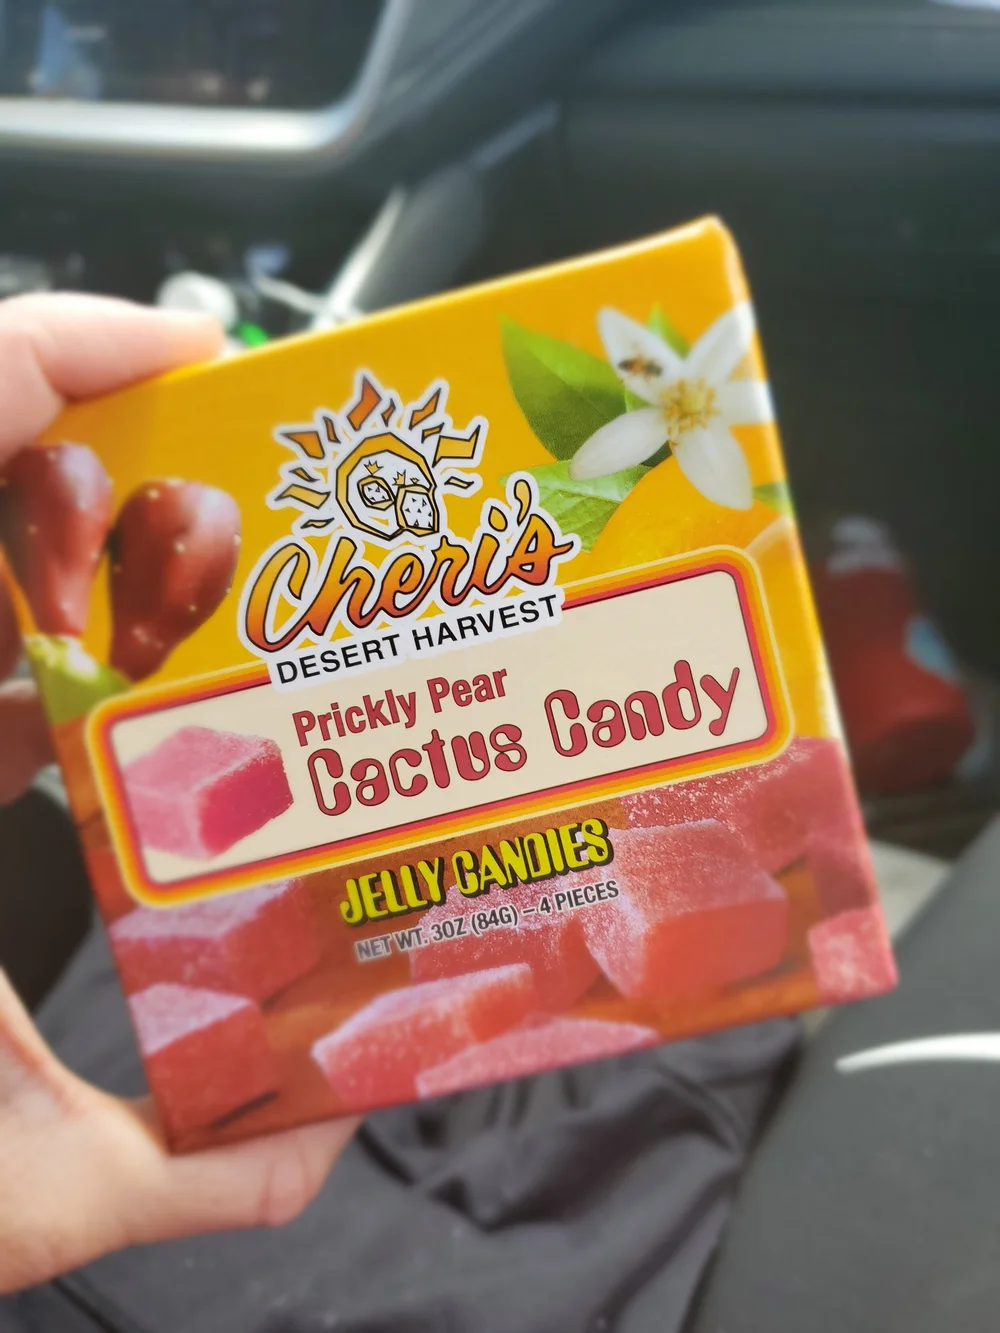 Cheri's
DESERT HARVEST
Prickly Pear
Cactus Candy
JELLY CANDIES
NET WT. 3OZ (84G) – 4 PIECES